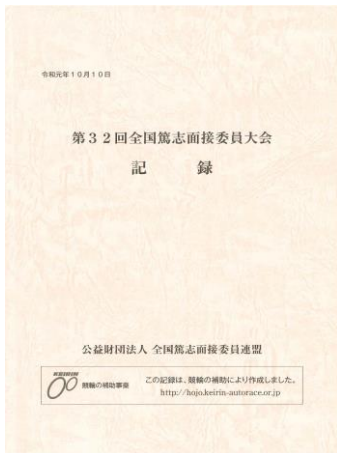 令和元年10月10日
第32回全国篤志面接委員大会
記 録
公益財団法人 全国篤志面接委員連盟
KEIRIN
競輪の補助事業
この記録は、競輪の補助により作成しました。
http://hojo.keirin-autorace.or.jp